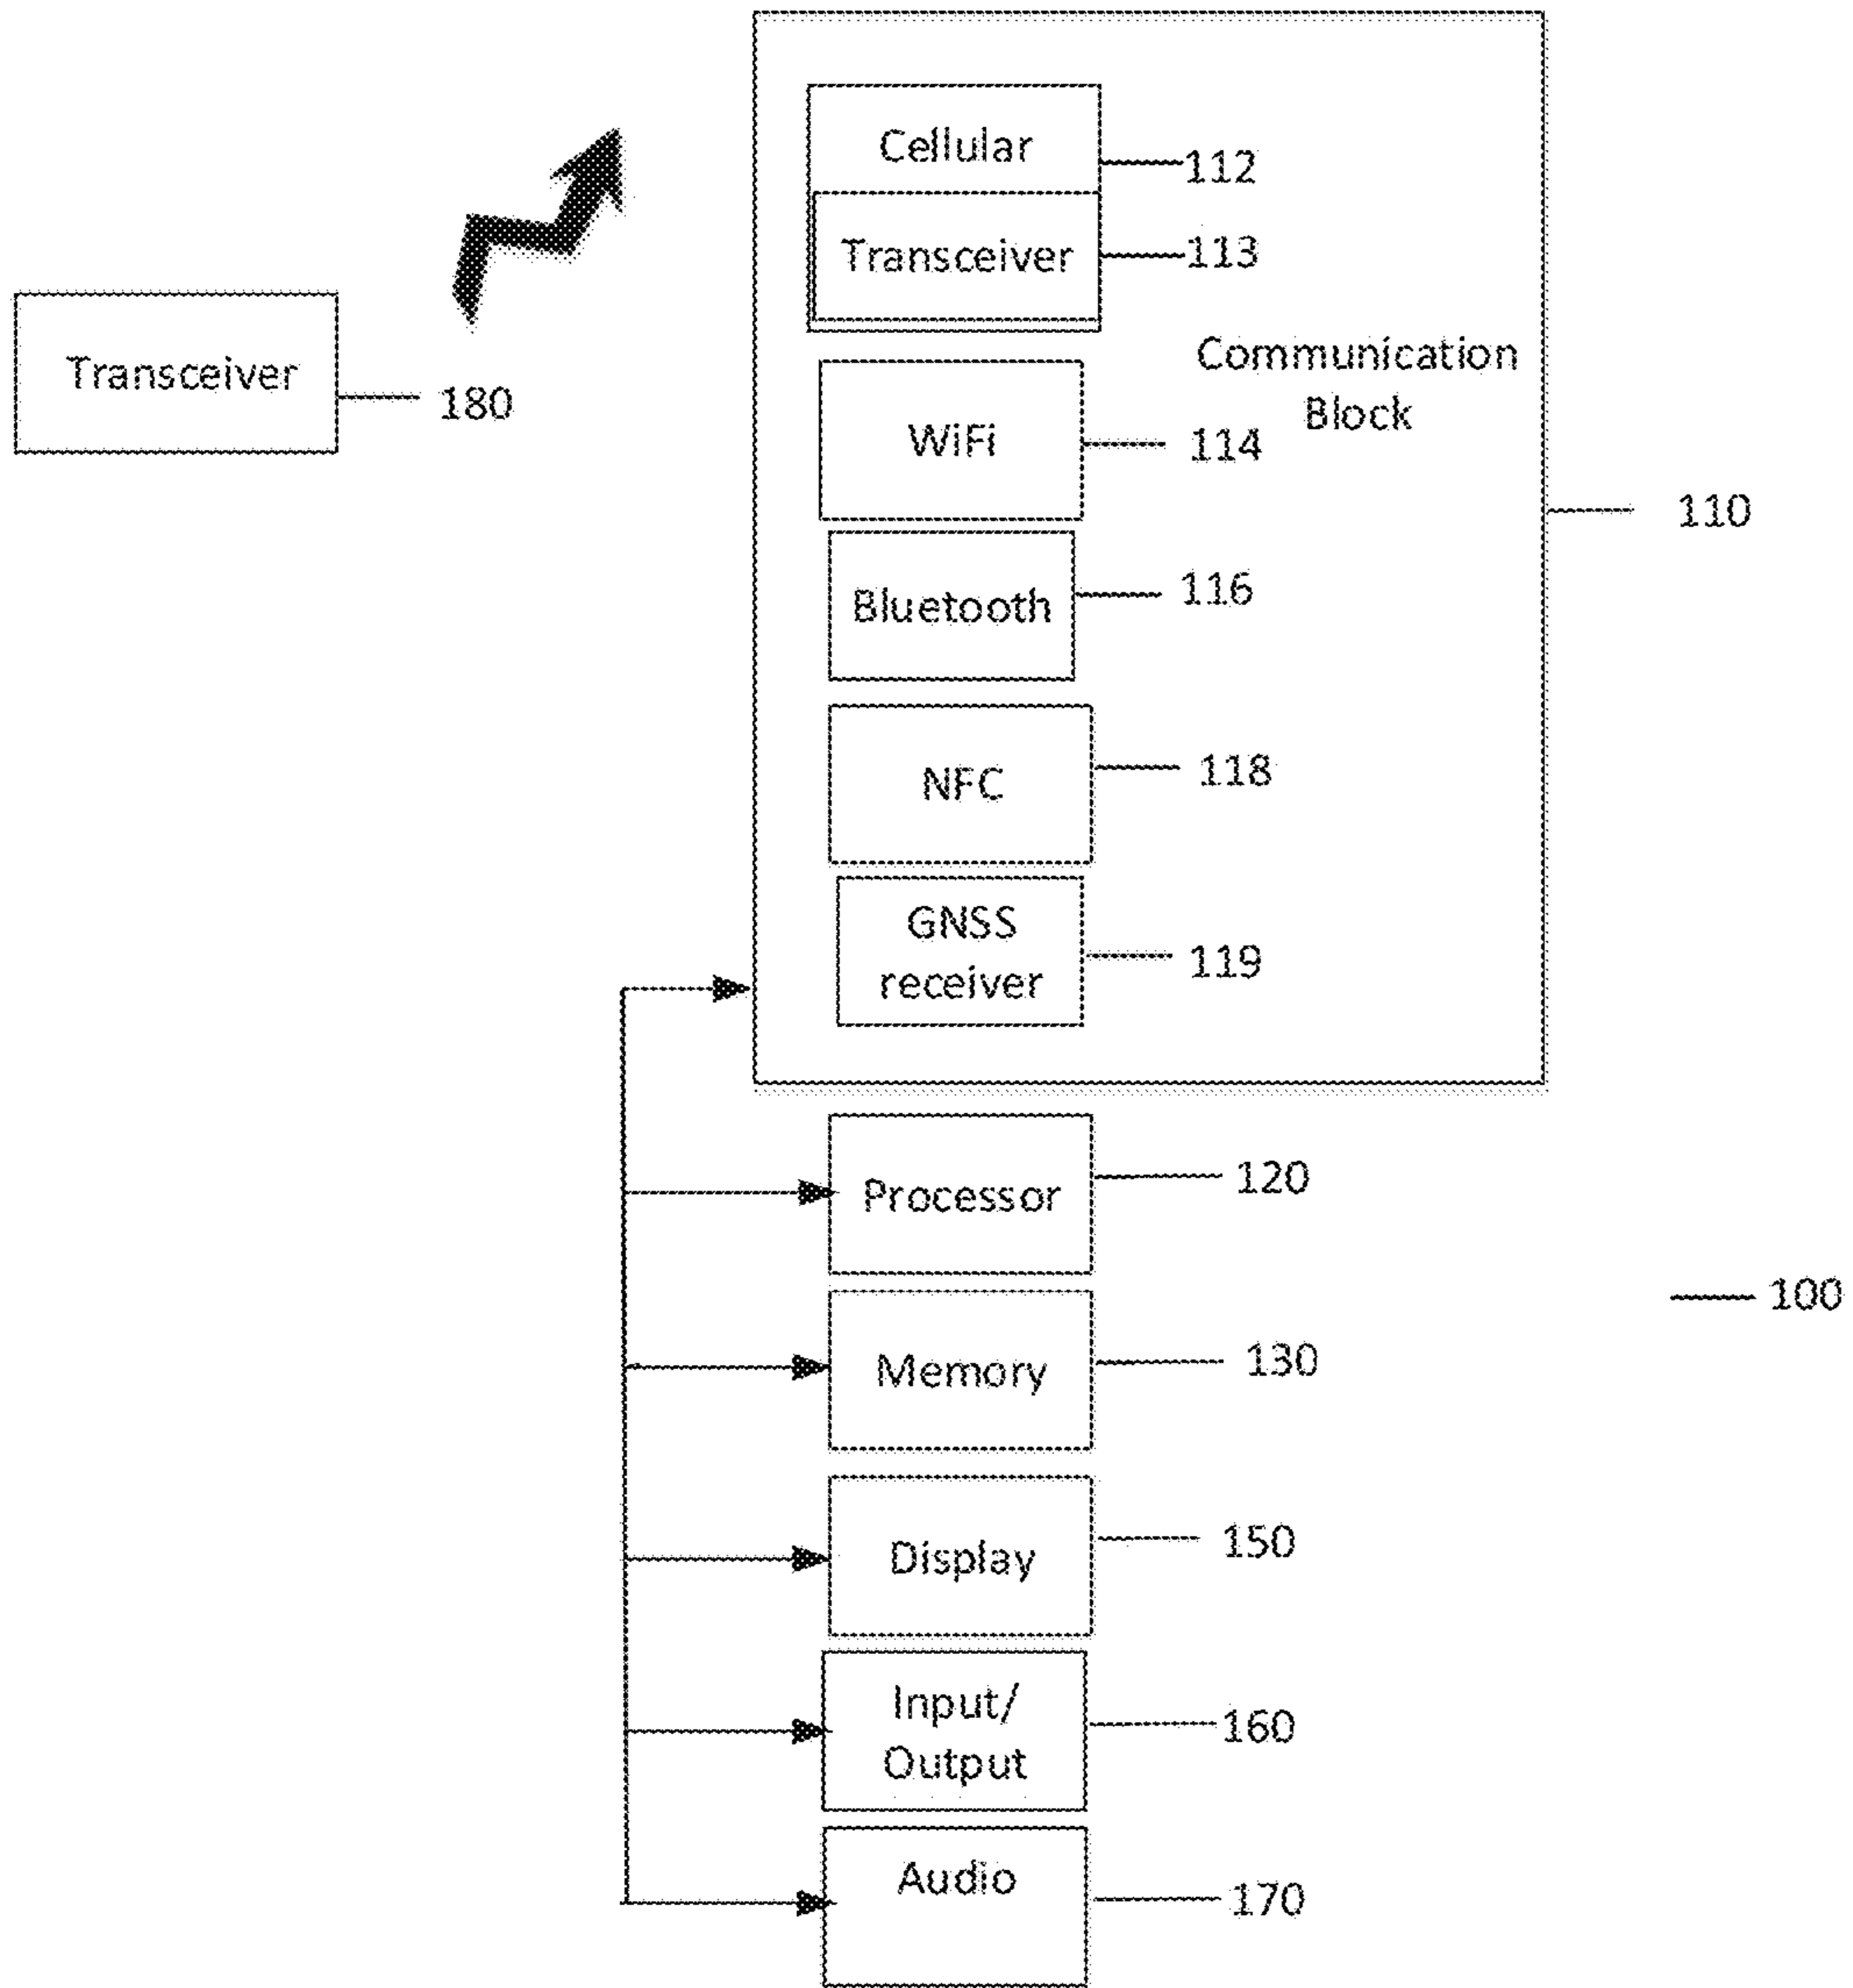 Cellular
112
Transceiver
113
Transceiver
180
Communication
Block
WiFi
114
110
Bluetooth
116
NFC
118
GNSS
receiver
119
Processor
120
100
Memory
130
Display
150
Input/
Output
160
Audio
170